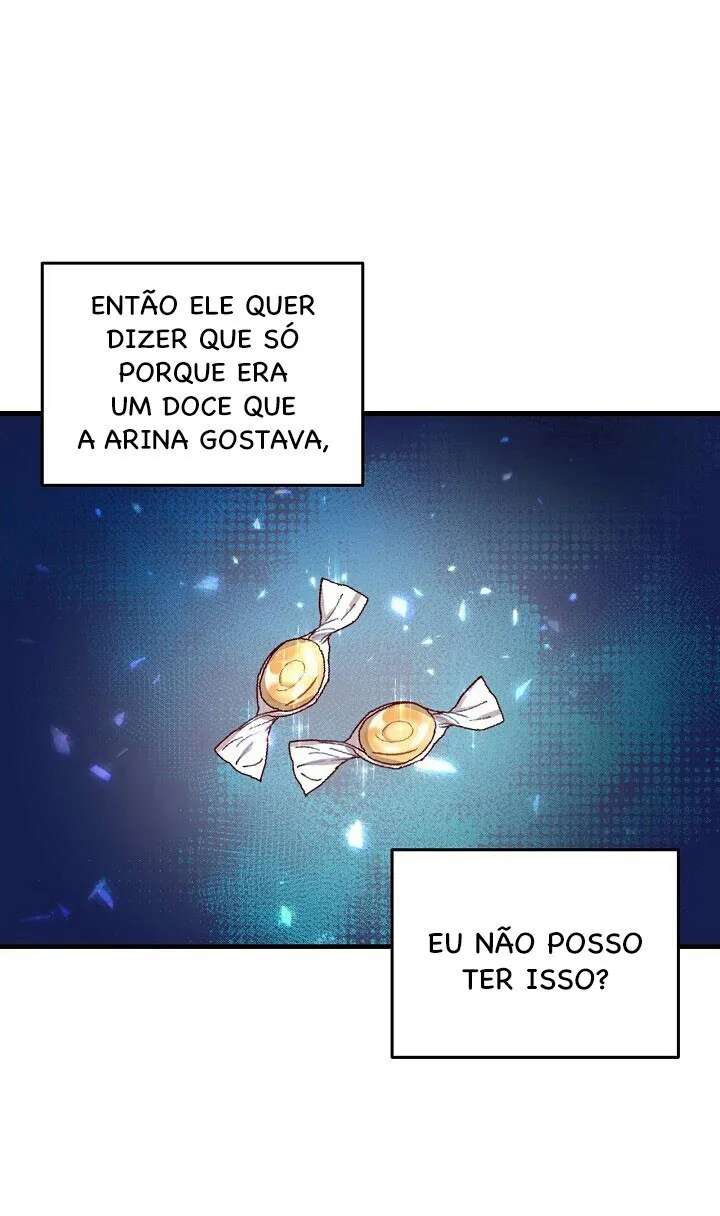 ENTÃO ELE QUER
DIZER QUE SÓ
PORQUE ERA
UM DOCE QUE
A ARINA GOSTAVA,
EU NÃO POSSO
TER ISSO?